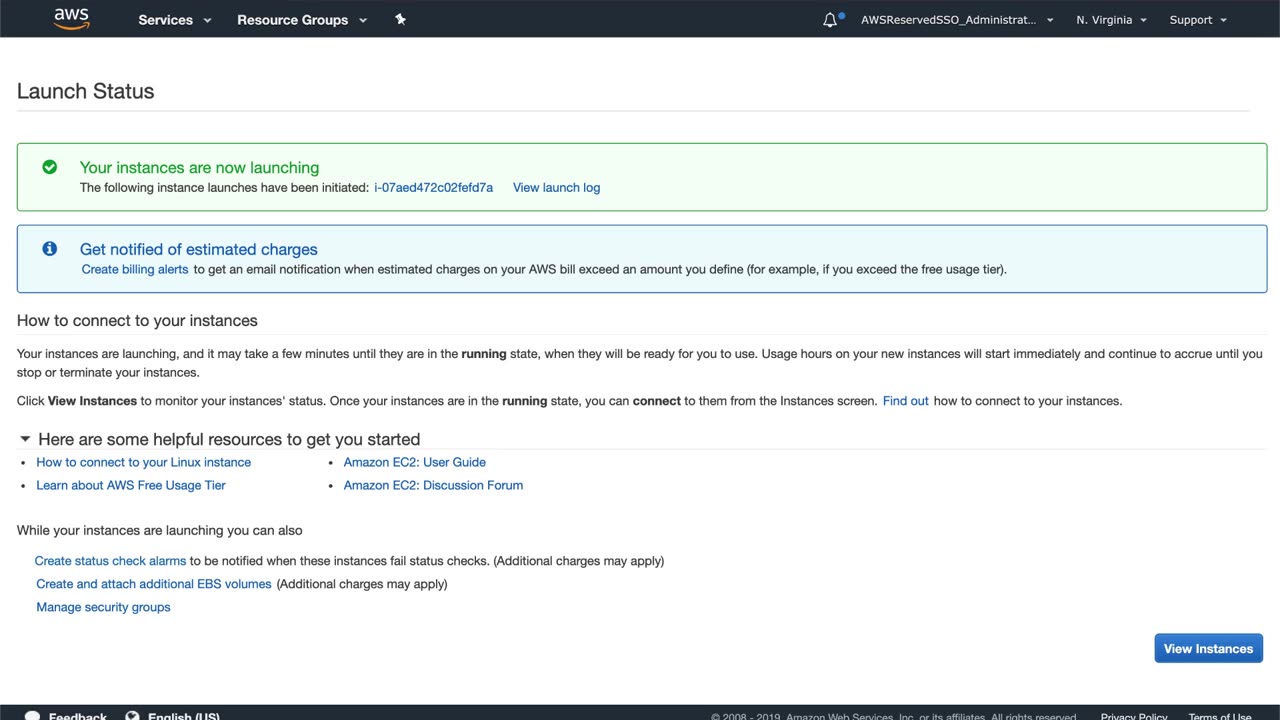 aws Services Resource Groups AWSReservedSSO_Administrat... N. Virginia Support
Launch Status
Your instances are now launching
The following instance launches have been initiated: i-07aed472c02fefd7a View launch log
Get notified of estimated charges
Create billing alerts to get an email notification when estimated charges on your AWS bill exceed an amount you define (for example, if you exceed the free usage tier).
How to connect to your instances
Your instances are launching, and it may take a few minutes until they are in the running state, when they will be ready for you to use. Usage hours on your new instances will start immediately and continue to accrue until you
stop or terminate your instances.
Click View Instances to monitor your instances' status. Once your instances are in the running state, you can connect to them from the Instances screen. Find out how to connect to your instances.
Here are some helpful resources to get you started
• How to connect to your Linux instance • Amazon EC2: User Guide
• Learn about AWS Free Usage Tier • Amazon EC2: Discussion Forum
While your instances are launching you can also
Create status check alarms to be notified when these instances fail status checks. (Additional charges may apply)
Create and attach additional EBS volumes (Additional charges may apply)
Manage security groups
View Instances
Feedback English (US) © 2008 - 2019, Amazon Web Services, Inc. or its affiliates. All rights reserved. Privacy Policy Terms of Use